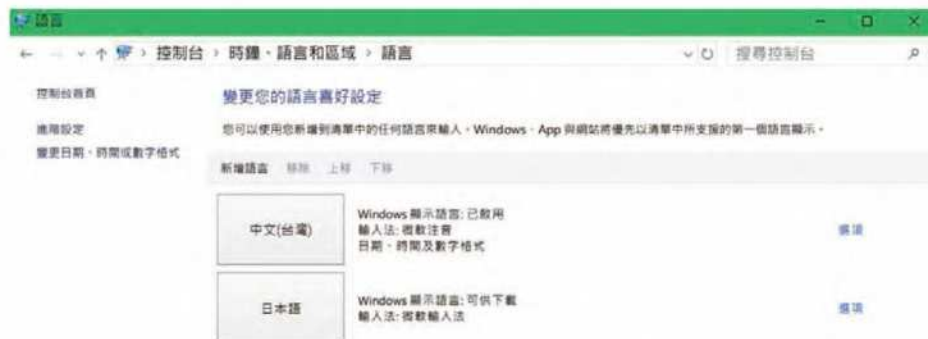 語言
控制台 › 時鐘、語言和區域 › 語言
搜尋控制台
控制台首頁
進階設定
變更日期、時間或數字格式
變更您的語言喜好設定
您可以使用您新增到清單中的任何語言來輸入。Windows、App 與網站將優先以清單中所支援的第一個語言顯示。
新增語言 移除 上移 下移
中文(台灣)
Windows 顯示語言: 已啟用
輸入法: 微軟注音
日期、時間及數字格式
選項
日本語
Windows 顯示語言: 可供下載
輸入法: 微軟輸入法
選項